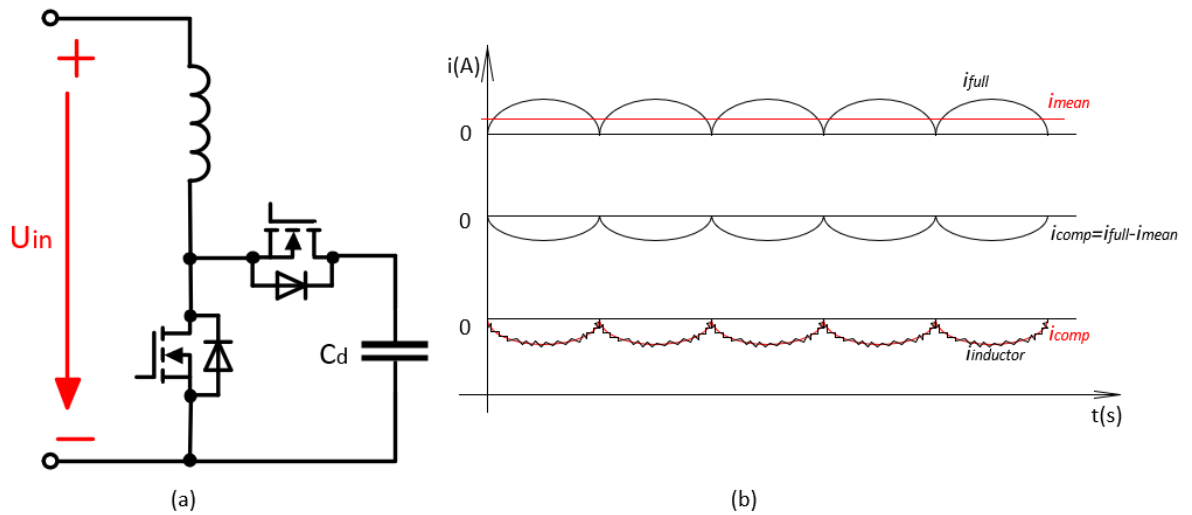 +
Uin
−
Cd
(a)
i(A)
ifull
imean
0
0
icomp=ifull-imean
0
icomp
iinductor
t(s)
(b)